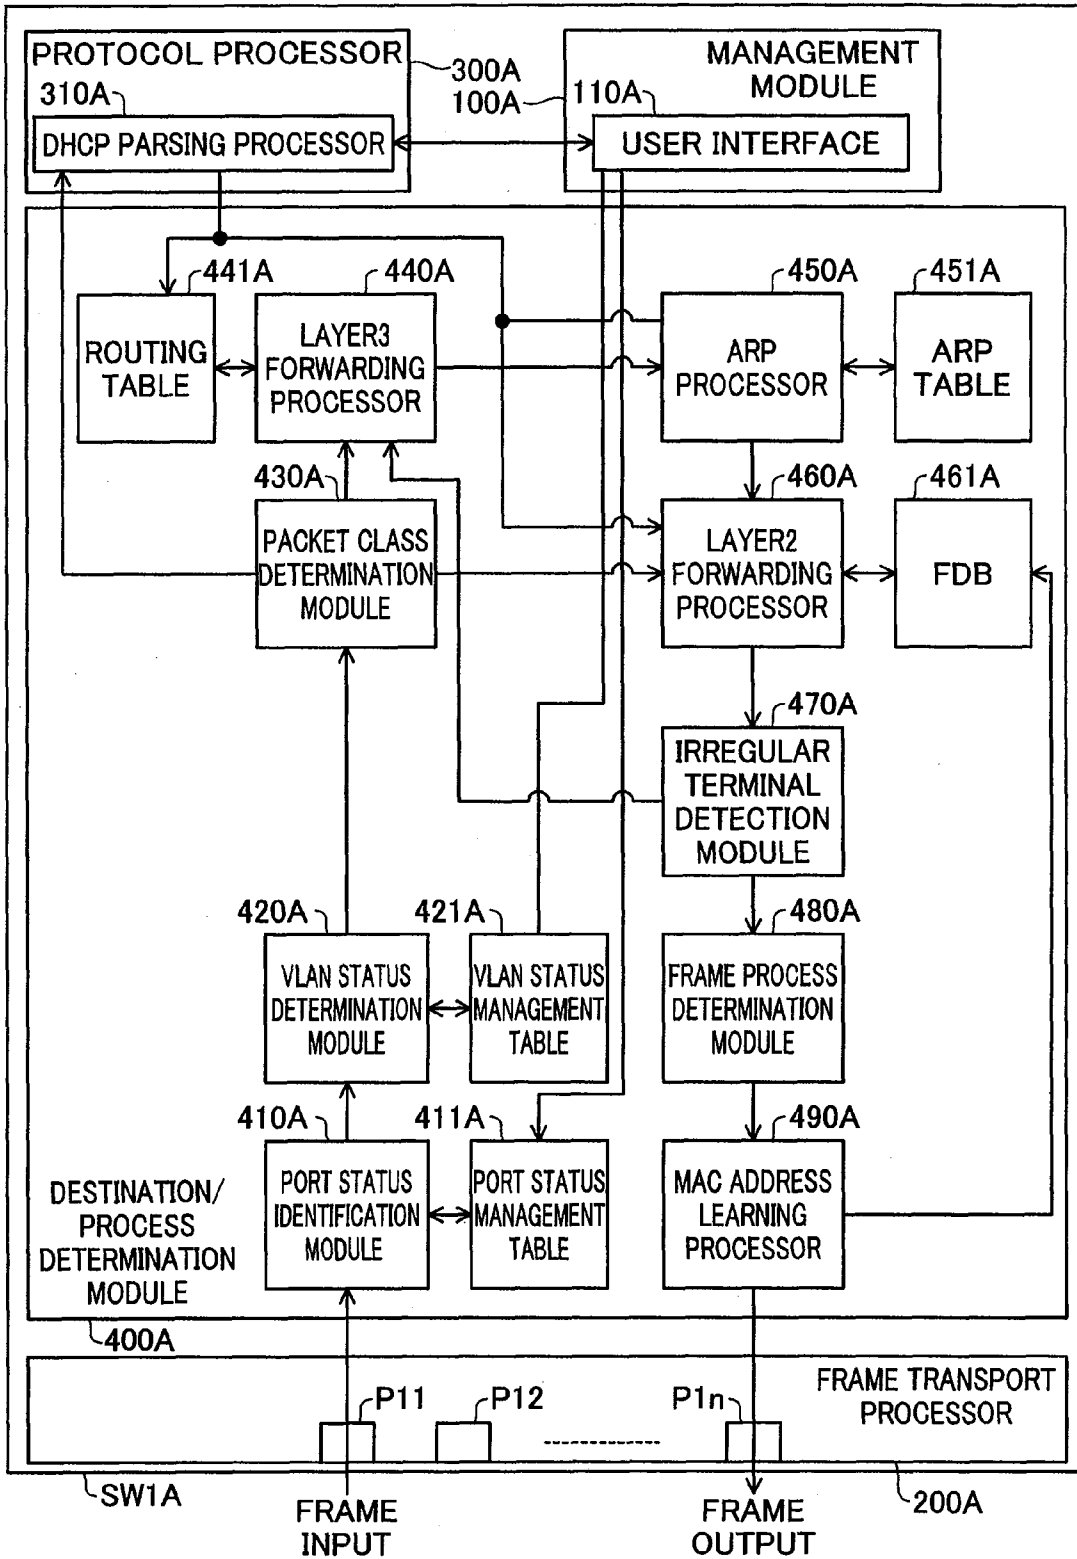 PROTOCOL PROCESSOR
300A
310A
DHCP PARSING PROCESSOR
MANAGEMENT
MODULE
100A
110A
USER INTERFACE
441A
ROUTING
TABLE
440A
LAYER3
FORWARDING
PROCESSOR
450A
ARP
PROCESSOR
451A
ARP
TABLE
430A
PACKET CLASS
DETERMINATION
MODULE
460A
LAYER2
FORWARDING
PROCESSOR
461A
FDB
470A
IRREGULAR
TERMINAL
DETECTION
MODULE
420A
VLAN STATUS
DETERMINATION
MODULE
421A
VLAN STATUS
MANAGEMENT
TABLE
480A
FRAME PROCESS
DETERMINATION
MODULE
410A
PORT STATUS
IDENTIFICATION
MODULE
411A
PORT STATUS
MANAGEMENT
TABLE
490A
MAC ADDRESS
LEARNING
PROCESSOR
DESTINATION/
PROCESS
DETERMINATION
MODULE
400A
FRAME TRANSPORT
PROCESSOR
P11
P12
P1n
SW1A
200A
FRAME
INPUT
FRAME
OUTPUT